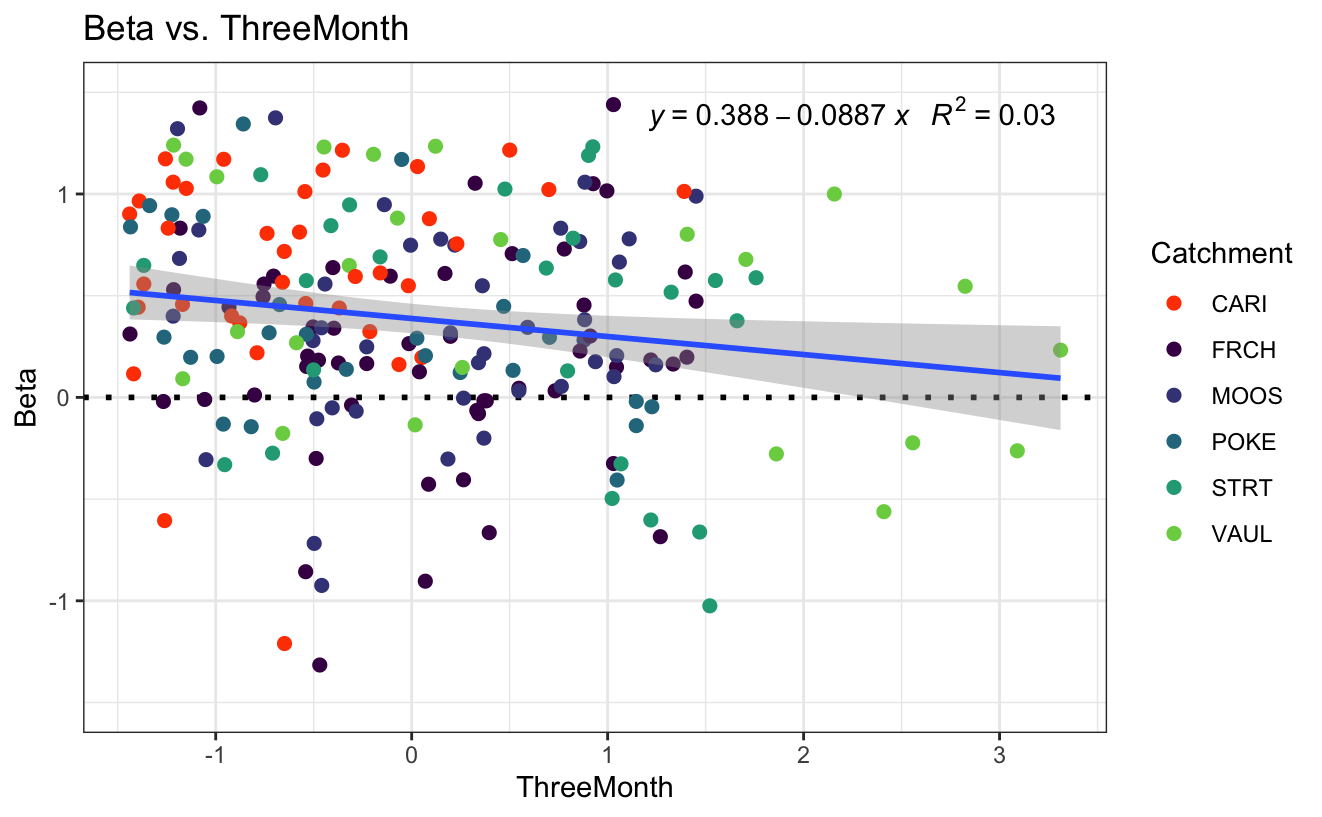 Beta vs. ThreeMonth
y = 0.388 – 0.0887 x R² = 0.03
1
0
-1
Beta
-1 0 1 2 3
ThreeMonth
Catchment
CARI
FRCH
MOOS
POKE
STRT
VAUL